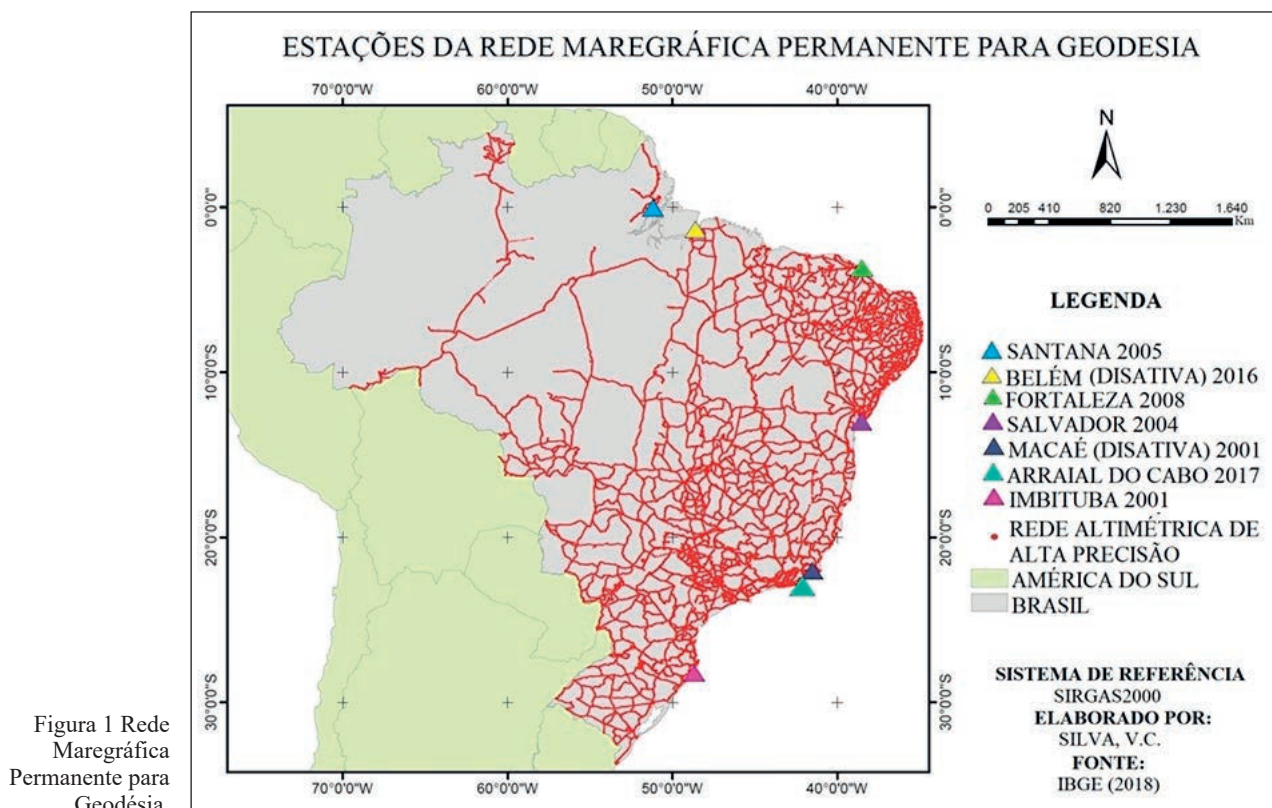 ESTAÇÕES DA REDE MAREGRÁFICA PERMANENTE PARA GEODESIA
70°0'0"W 60°0'0"W 50°0'0"W 40°0'0"W
0°0'0"
10°0'0"S
20°0'0"S
30°0'0"S
0°0'0"
10°0'0"S
20°0'0"S
30°0'0"S
70°0'0"W 60°0'0"W 50°0'0"W 40°0'0"W
N
0 205 410 820 1.230 1.640
Km
LEGENDA
SANTANA 2005
BELÉM (DISATIVA) 2016
FORTALEZA 2008
SALVADOR 2004
MACAÉ (DISATIVA) 2001
ARRAIAL DO CABO 2017
IMBITUBA 2001
REDE ALTIMÉTRICA DE
ALTA PRECISÃO
AMÉRICA DO SUL
BRASIL
SISTEMA DE REFERÊNCIA
SIRGAS2000
ELABORADO POR:
SILVA, V.C.
FONTE:
IBGE (2018)
Figura 1 Rede
Maregráfica
Permanente para
Geodésia.